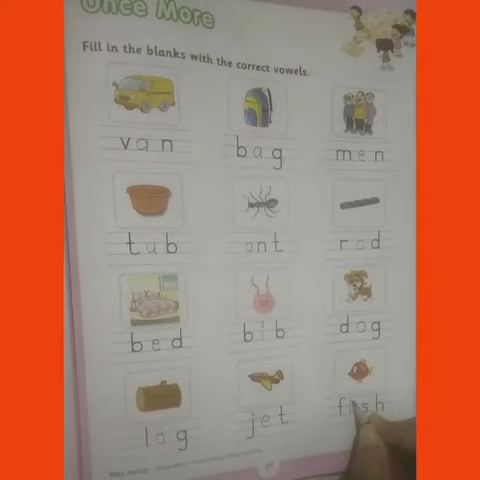 Once More
Fill in the blanks with the correct vowels.
van bag men
tub ant rod
bed bib dog
log jet fish